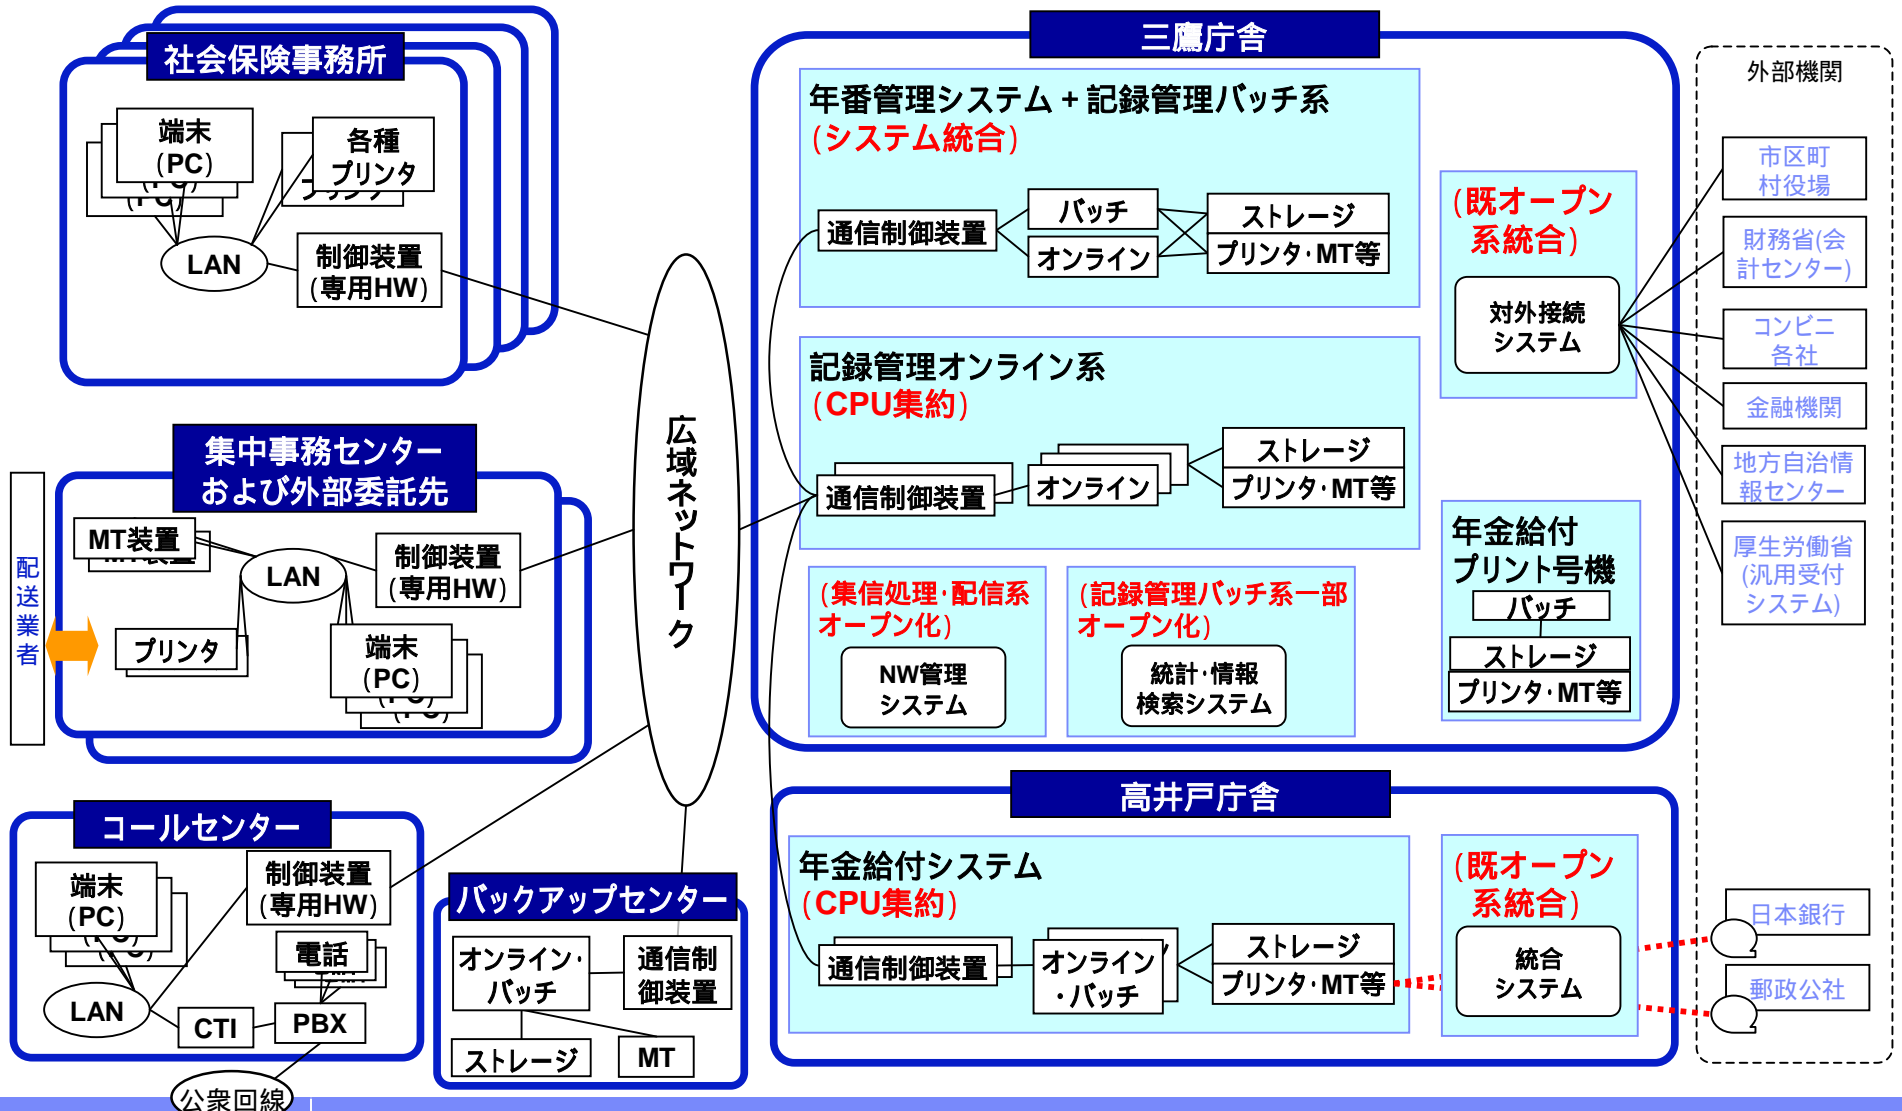 社会保険事務所
端末
(PC)
(PC)
(PC)
各種
プリンタ
プリンタ
LAN
制御装置
(専用HW)
集中事務センター
および外部委託先
配送業者
MT装置
MT装置
LAN
制御装置
(専用HW)
プリンタ
端末
(PC)
(PC)
(PC)
コールセンター
端末
(PC)
(PC)
(PC)
制御装置
(専用HW)
電話
LAN
CTI
PBX
公衆回線
広域ネットワーク
バックアップセンター
オンライン・
バッチ
通信制
御装置
ストレージ
MT
三鷹庁舎
年番管理システム + 記録管理バッチ系
(システム統合)
通信制御装置
バッチ
オンライン
ストレージ
プリンタ・MT等
記録管理オンライン系
(CPU集約)
通信制御装置
オンライン
ストレージ
プリンタ・MT等
(集信処理・配信系
オープン化)
NW管理
システム
(記録管理バッチ系一部
オープン化)
統計・情報
検索システム
(既オープン
系統合)
対外接続
システム
年金給付
プリント号機
バッチ
ストレージ
プリンタ・MT等
高井戸庁舎
年金給付システム
(CPU集約)
通信制御装置
オンライン
・バッチ
ストレージ
プリンタ・MT等
(既オープン
系統合)
統合
システム
外部機関
市区町
村役場
財務省(会
計センター)
コンビニ
各社
金融機関
地方自治情
報センター
厚生労働省
(汎用受付
システム)
日本銀行
郵政公社